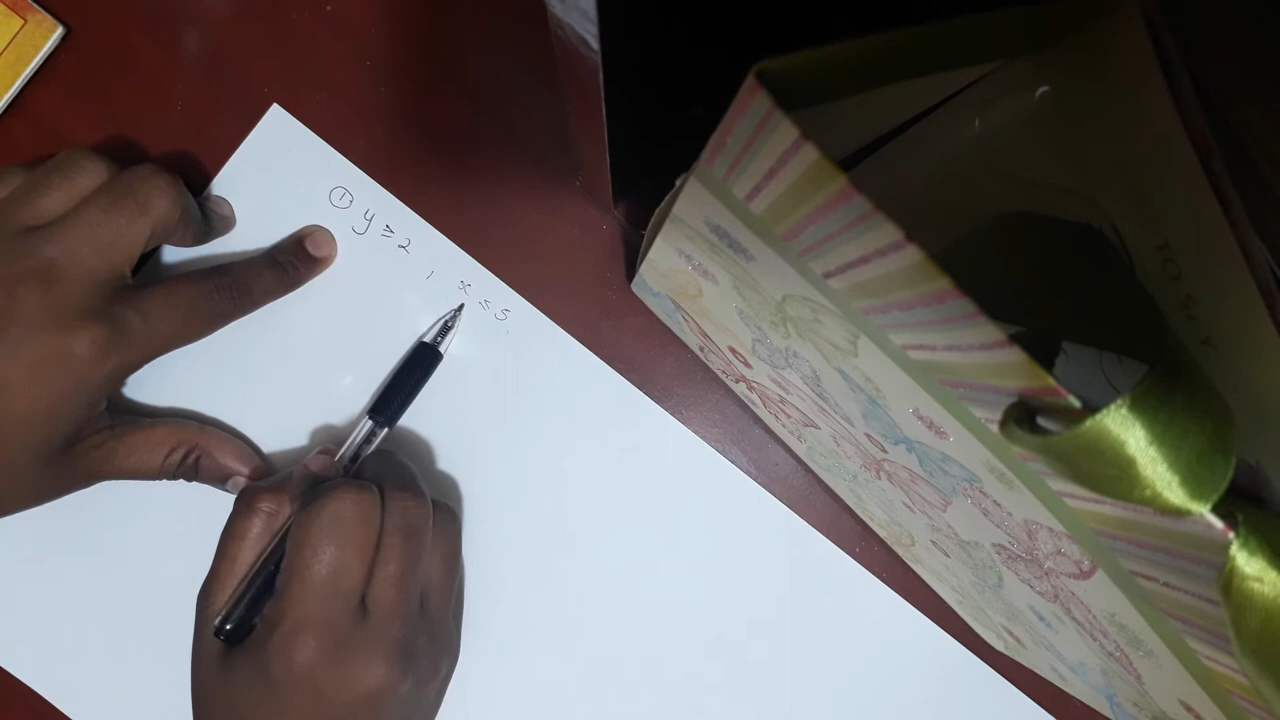 ① y ≥ 2 , x ≤ 5,